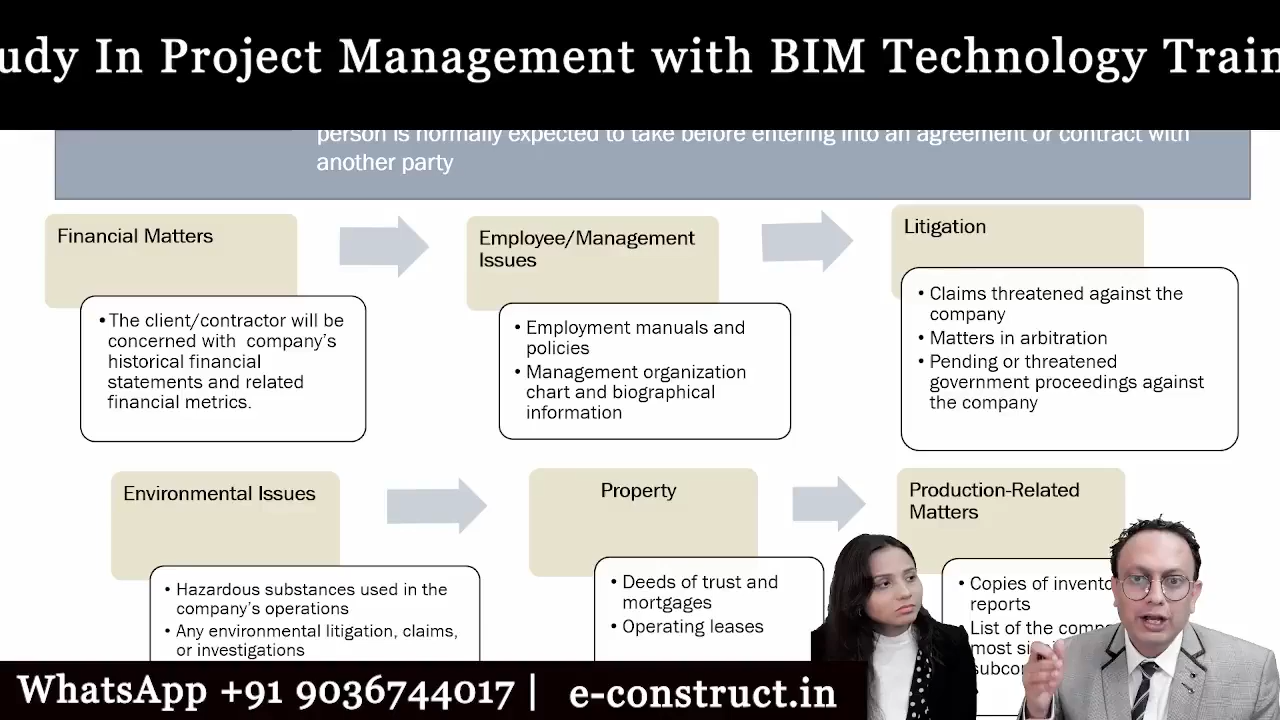 udy In Project Management with BIM Technology Train
person is normally expected to take before entering into an agreement or contract with
another party
Financial Matters
•The client/contractor will be
concerned with company's
historical financial
statements and related
financial metrics.
Employee/Management
Issues
• Employment manuals and
policies
• Management organization
chart and biographical
information
Litigation
• Claims threatened against the
company
• Matters in arbitration
• Pending or threatened
government proceedings against
the company
Environmental Issues
• Hazardous substances used in the
company's operations
• Any environmental litigation, claims,
or investigations
Property
• Deeds of trust and
mortgages
• Operating leases
Production-Related
Matters
• Copies of invento
reports
List of the comp
most si
subcon
WhatsApp +91 9036744017 | e-construct.in